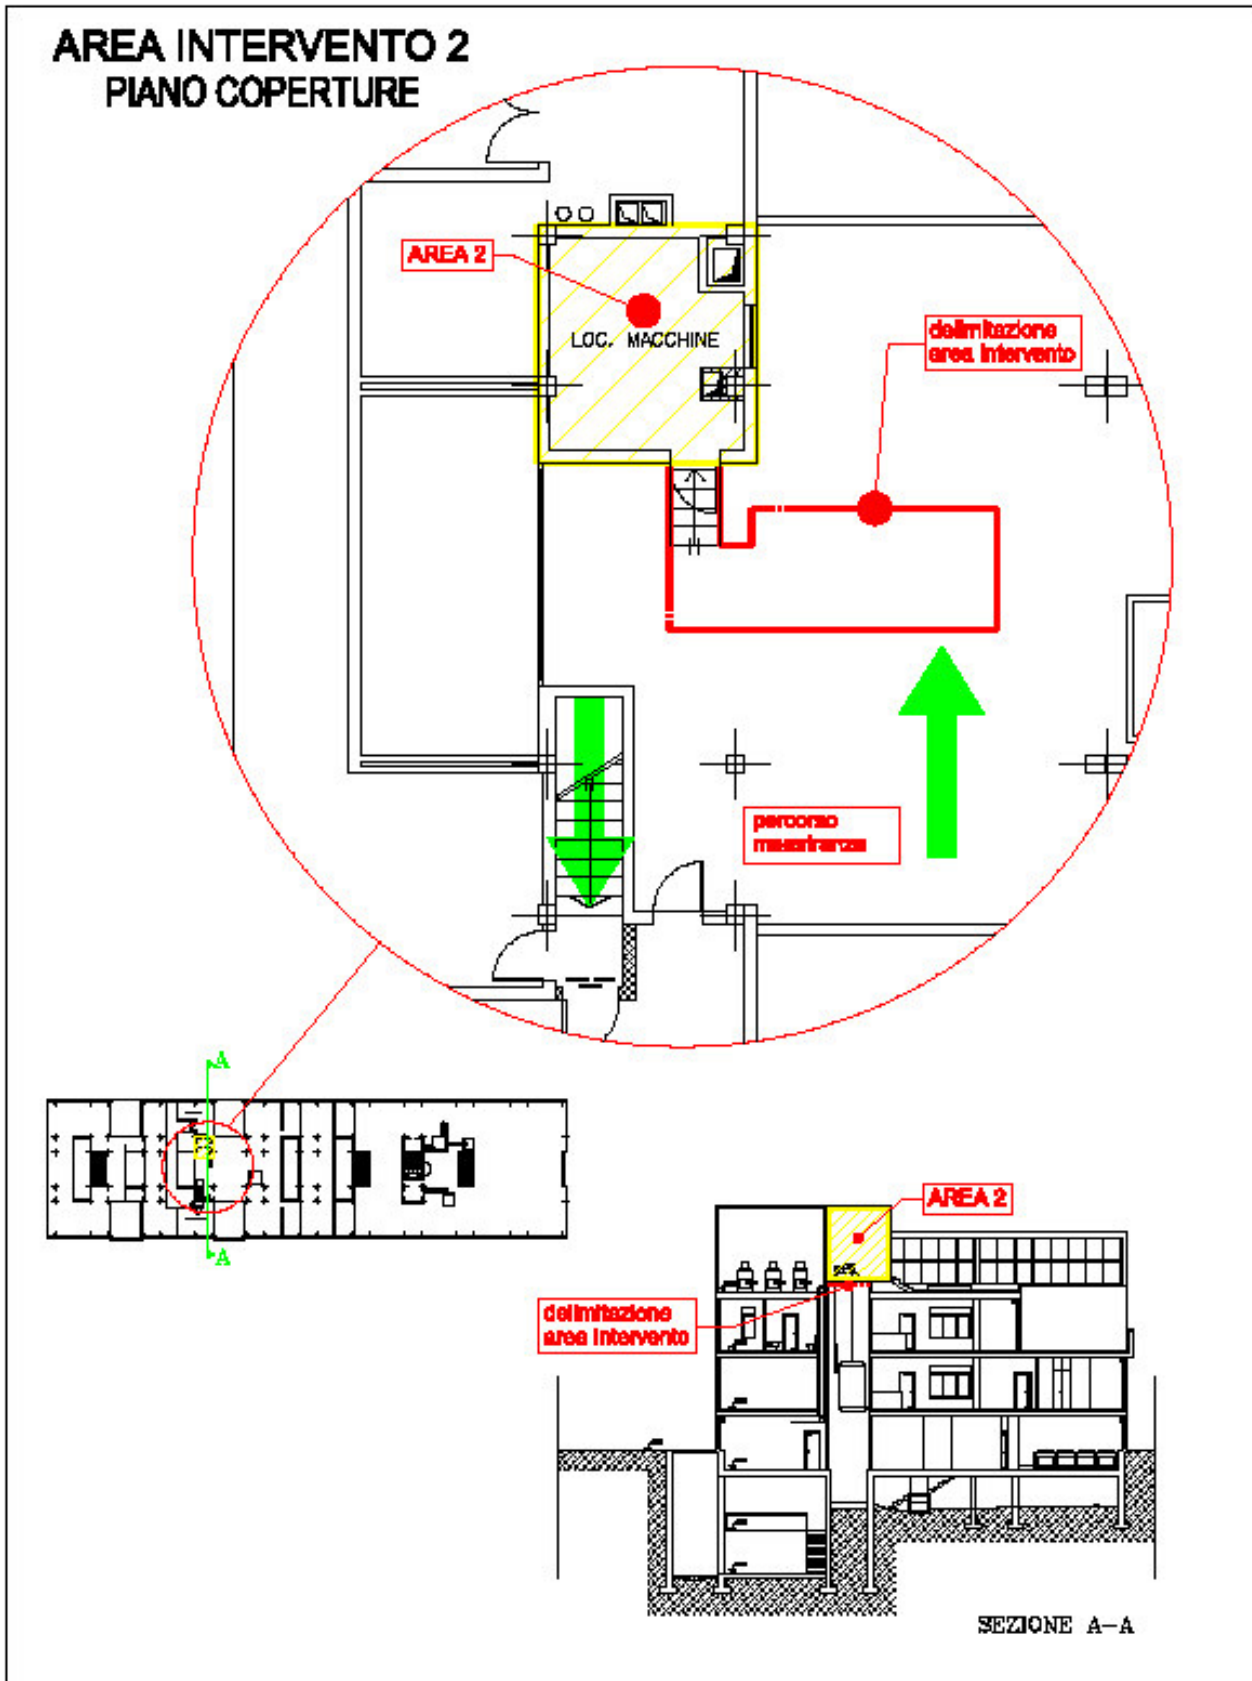 AREA INTERVENTO 2
PIANO COPERTURE
AREA 2
LOC. MACCHINE
delimitazione
area intervento
percorso
maestranze
A
A
AREA 2
delimitazione
area intervento
SEZIONE A-A